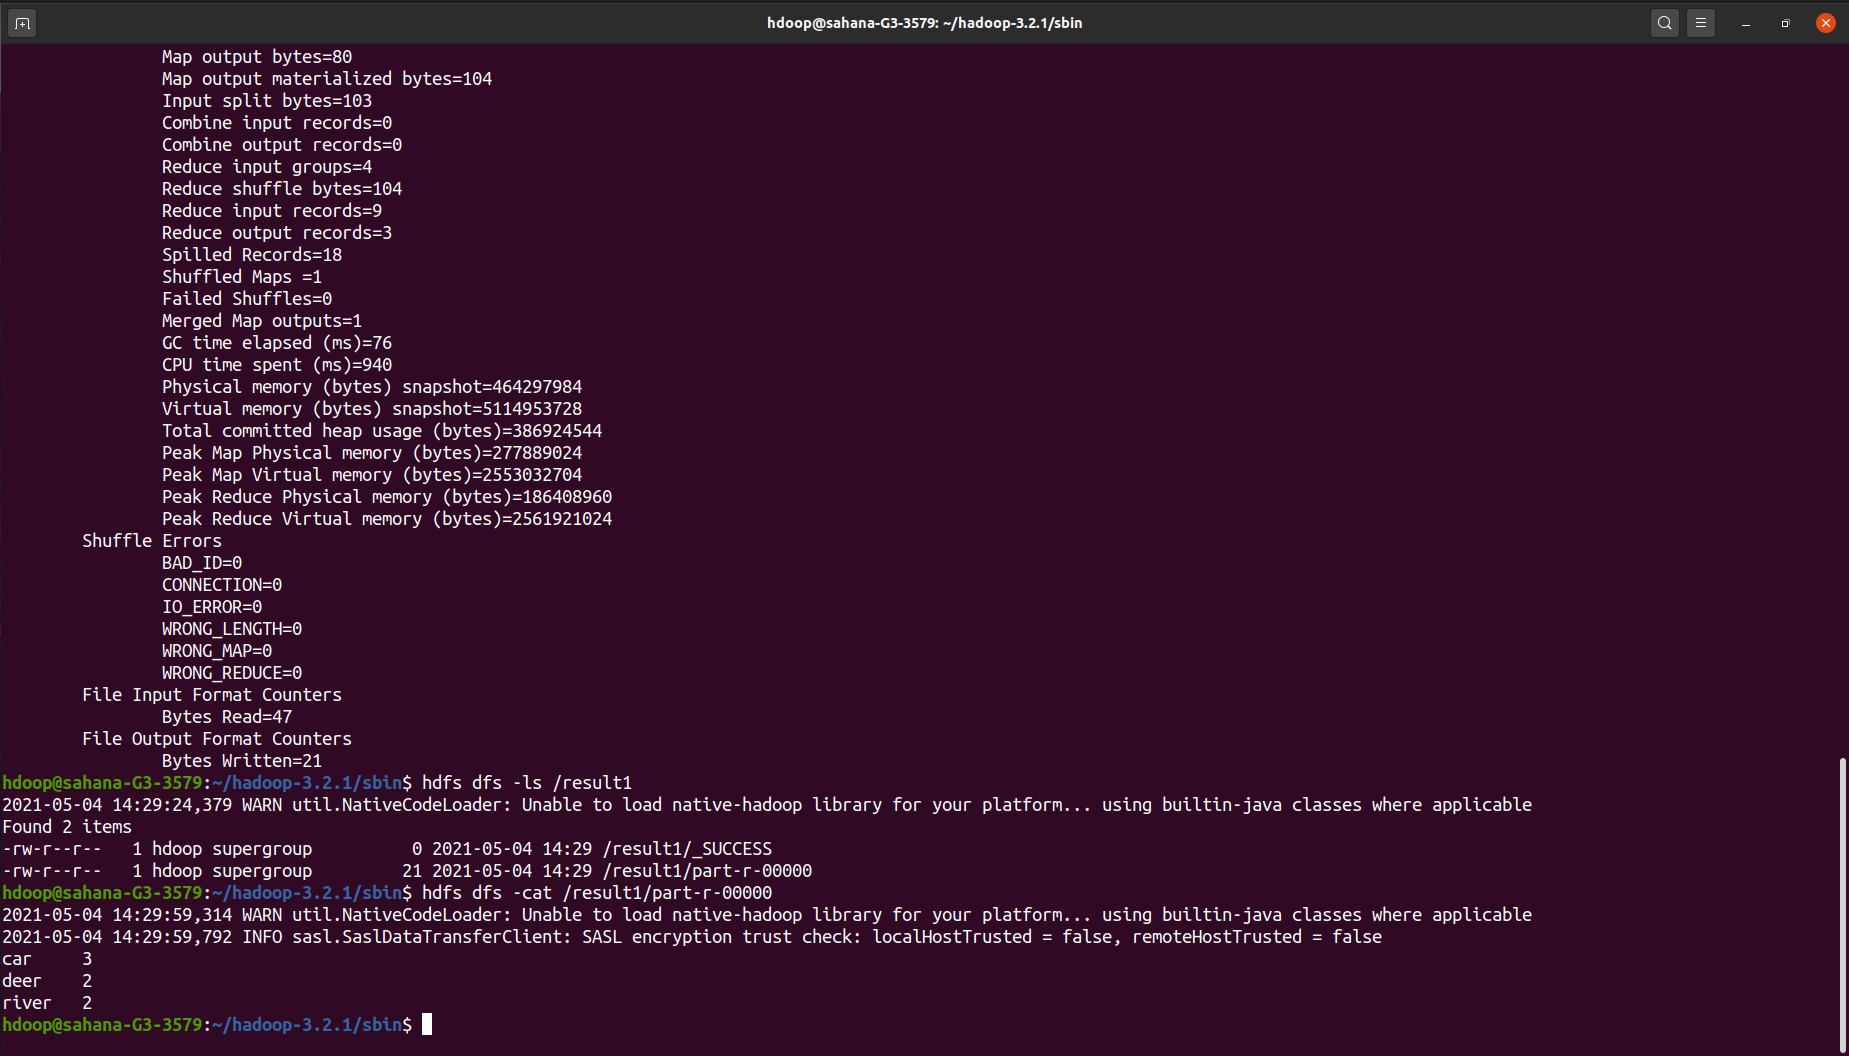 hdoop@sahana-G3-3579: ~/hadoop-3.2.1/sbin
Map output bytes=80
Map output materialized bytes=104
Input split bytes=103
Combine input records=0
Combine output records=0
Reduce input groups=4
Reduce shuffle bytes=104
Reduce input records=9
Reduce output records=3
Spilled Records=18
Shuffled Maps =1
Failed Shuffles=0
Merged Map outputs=1
GC time elapsed (ms)=76
CPU time spent (ms)=940
Physical memory (bytes) snapshot=464297984
Virtual memory (bytes) snapshot=5114953728
Total committed heap usage (bytes)=386924544
Peak Map Physical memory (bytes)=277889024
Peak Map Virtual memory (bytes)=2553032704
Peak Reduce Physical memory (bytes)=186408960
Peak Reduce Virtual memory (bytes)=2561921024
Shuffle Errors
BAD_ID=0
CONNECTION=0
IO_ERROR=0
WRONG_LENGTH=0
WRONG_MAP=0
WRONG_REDUCE=0
File Input Format Counters
Bytes Read=47
File Output Format Counters
Bytes Written=21
hdoop@sahana-G3-3579:~/hadoop-3.2.1/sbin$ hdfs dfs -ls /result1
2021-05-04 14:29:24,379 WARN util.NativeCodeLoader: Unable to load native-hadoop library for your platform... using builtin-java classes where applicable
Found 2 items
-rw-r--r--   1 hdoop supergroup          0 2021-05-04 14:29 /result1/_SUCCESS
-rw-r--r--   1 hdoop supergroup         21 2021-05-04 14:29 /result1/part-r-00000
hdoop@sahana-G3-3579:~/hadoop-3.2.1/sbin$ hdfs dfs -cat /result1/part-r-00000
2021-05-04 14:29:59,314 WARN util.NativeCodeLoader: Unable to load native-hadoop library for your platform... using builtin-java classes where applicable
2021-05-04 14:29:59,792 INFO sasl.SaslDataTransferClient: SASL encryption trust check: localHostTrusted = false, remoteHostTrusted = false
car     3
deer    2
river   2
hdoop@sahana-G3-3579:~/hadoop-3.2.1/sbin$